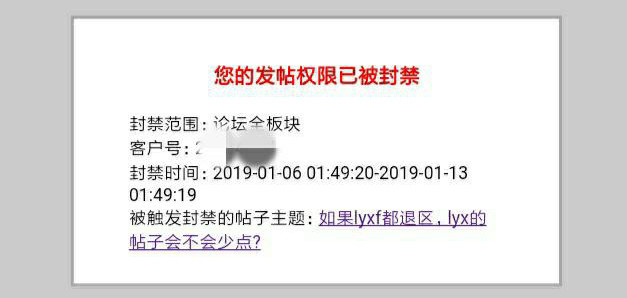 您的发帖权限已被封禁
封禁范围：论坛全板块
客户号：2
封禁时间：2019-01-06 01:49:20-2019-01-13
01:49:19
被触发封禁的帖子主题：如果lyxf都退区，lyx的
帖子会不会少点?